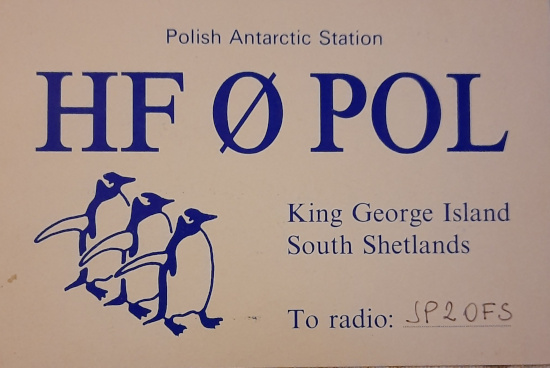 Polish Antarctic Station
HF Ø POL
King George Island
South Shetlands
To radio: SP2OFS